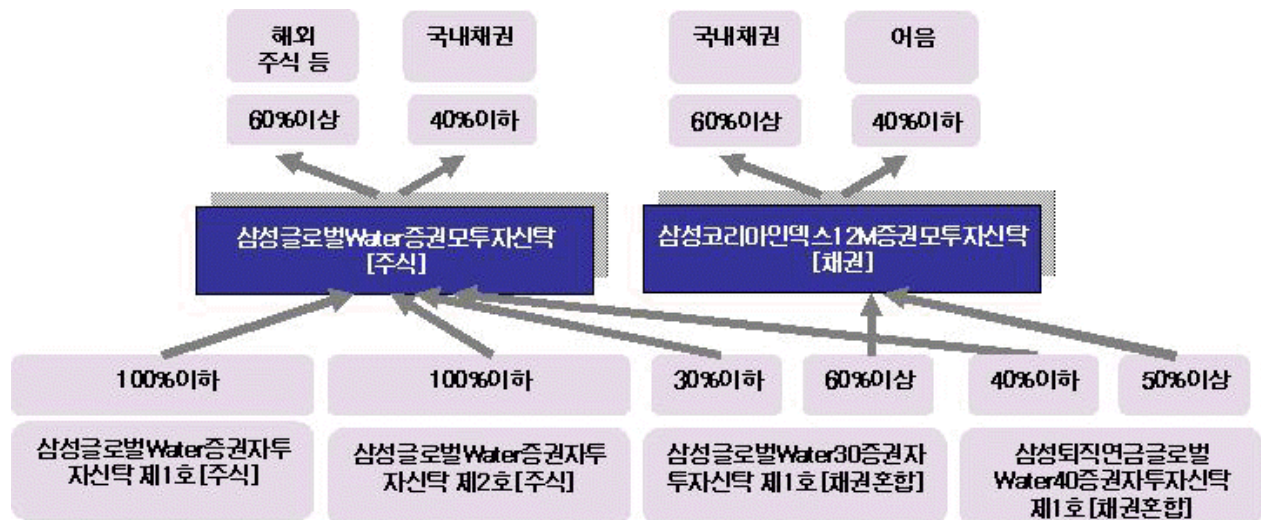 해외
주식 등
국내채권
국내채권
어음
60%이상
40%이하
60%이상
40%이하
삼성글로벌Water증권모투자신탁
[주식]
삼성코리아인덱스12M증권모투자신탁
[채권]
100%이하
100%이하
30%이하
60%이상
40%이하
50%이상
삼성글로벌Water증권자투
자신탁 제1호[주식]
삼성글로벌Water증권자투
자신탁 제2호[주식]
삼성글로벌Water30증권자
투자신탁 제1호[채권혼합]
삼성퇴직연금글로벌
Water40증권자투자신탁
제1호[채권혼합]